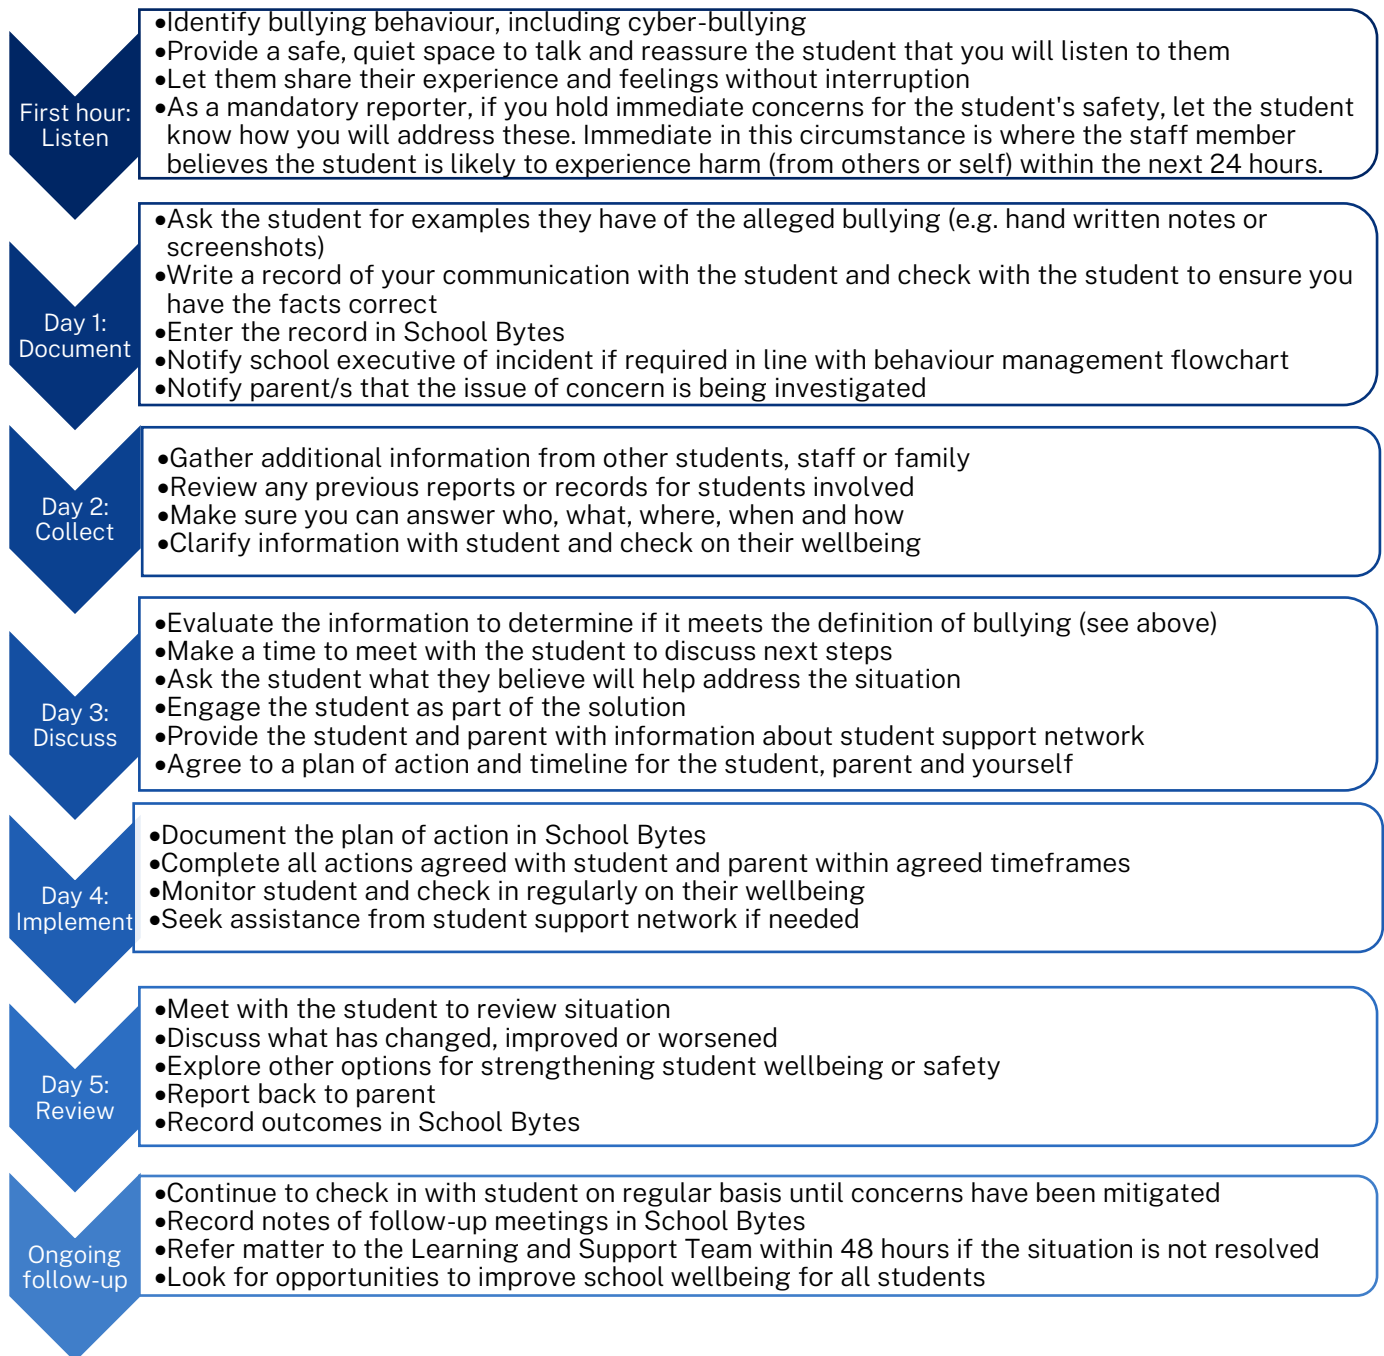 First hour:
Listen
•Identify bullying behaviour, including cyber-bullying
•Provide a safe, quiet space to talk and reassure the student that you will listen to them
•Let them share their experience and feelings without interruption
•As a mandatory reporter, if you hold immediate concerns for the student's safety, let the student
know how you will address these. Immediate in this circumstance is where the staff member
believes the student is likely to experience harm (from others or self) within the next 24 hours.
Day 1:
Document
•Ask the student for examples they have of the alleged bullying (e.g. hand written notes or
screenshots)
•Write a record of your communication with the student and check with the student to ensure you
have the facts correct
•Enter the record in School Bytes
•Notify school executive of incident if required in line with behaviour management flowchart
•Notify parent/s that the issue of concern is being investigated
Day 2:
Collect
•Gather additional information from other students, staff or family
•Review any previous reports or records for students involved
•Make sure you can answer who, what, where, when and how
•Clarify information with student and check on their wellbeing
Day 3:
Discuss
•Evaluate the information to determine if it meets the definition of bullying (see above)
•Make a time to meet with the student to discuss next steps
•Ask the student what they believe will help address the situation
•Engage the student as part of the solution
•Provide the student and parent with information about student support network
•Agree to a plan of action and timeline for the student, parent and yourself
Day 4:
Implement
•Document the plan of action in School Bytes
•Complete all actions agreed with student and parent within agreed timeframes
•Monitor student and check in regularly on their wellbeing
•Seek assistance from student support network if needed
Day 5:
Review
•Meet with the student to review situation
•Discuss what has changed, improved or worsened
•Explore other options for strengthening student wellbeing or safety
•Report back to parent
•Record outcomes in School Bytes
Ongoing
follow-up
•Continue to check in with student on regular basis until concerns have been mitigated
•Record notes of follow-up meetings in School Bytes
•Refer matter to the Learning and Support Team within 48 hours if the situation is not resolved
•Look for opportunities to improve school wellbeing for all students